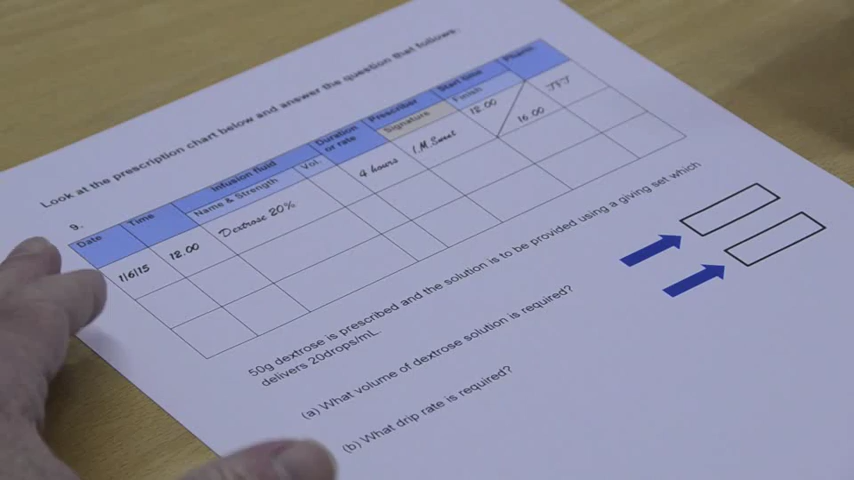 Look at the prescription chart below and answer the question that follows.
9.
Date Time Infusion fluid Duration or rate Prescriber Start time Pharm
Name & Strength Vol. Signature Finish
1/6/15 12.00 Dextrose 20% 4 hours I.M.Sweet 12.00 16.00 JTJ
50g dextrose is prescribed and the solution is to be provided using a giving set which
delivers 20drops/mL.
(a) What volume of dextrose solution is required?
(b) What drip rate is required?